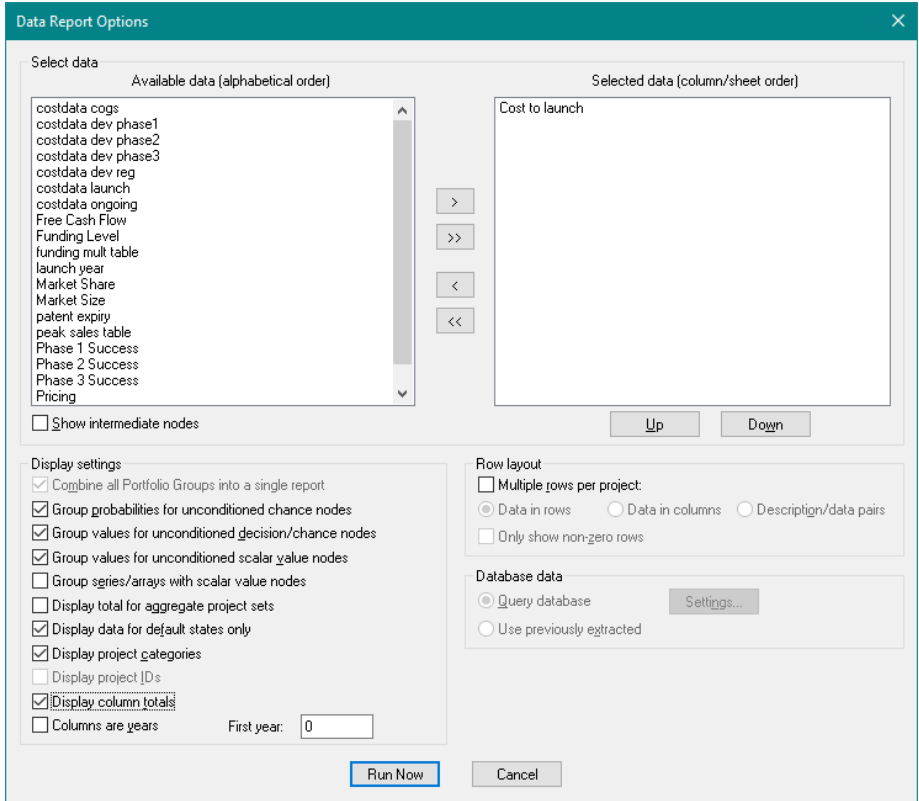 Data Report Options
Select data
Available data (alphabetical order)
costdata cogs
costdata dev phase1
costdata dev phase2
costdata dev phase3
costdata dev reg
costdata launch
costdata ongoing
Free Cash Flow
Funding Level
funding mult table
launch year
Market Share
Market Size
patent expiry
peak sales table
Phase 1 Success
Phase 2 Success
Phase 3 Success
Pricing
Show intermediate nodes
>
>>
<
<<
Selected data (column/sheet order)
Cost to launch
Up
Down
Display settings
Combine all Portfolio Groups into a single report
Group probabilities for unconditioned chance nodes
Group values for unconditioned decision/chance nodes
Group values for unconditioned scalar value nodes
Group series/arrays with scalar value nodes
Display total for aggregate project sets
Display data for default states only
Display project categories
Display project IDs
Display column totals
Columns are years
First year: 0
Row layout
Multiple rows per project:
Data in rows Data in columns Description/data pairs
Only show non-zero rows
Database data
Query database Settings...
Use previously extracted
Run Now
Cancel